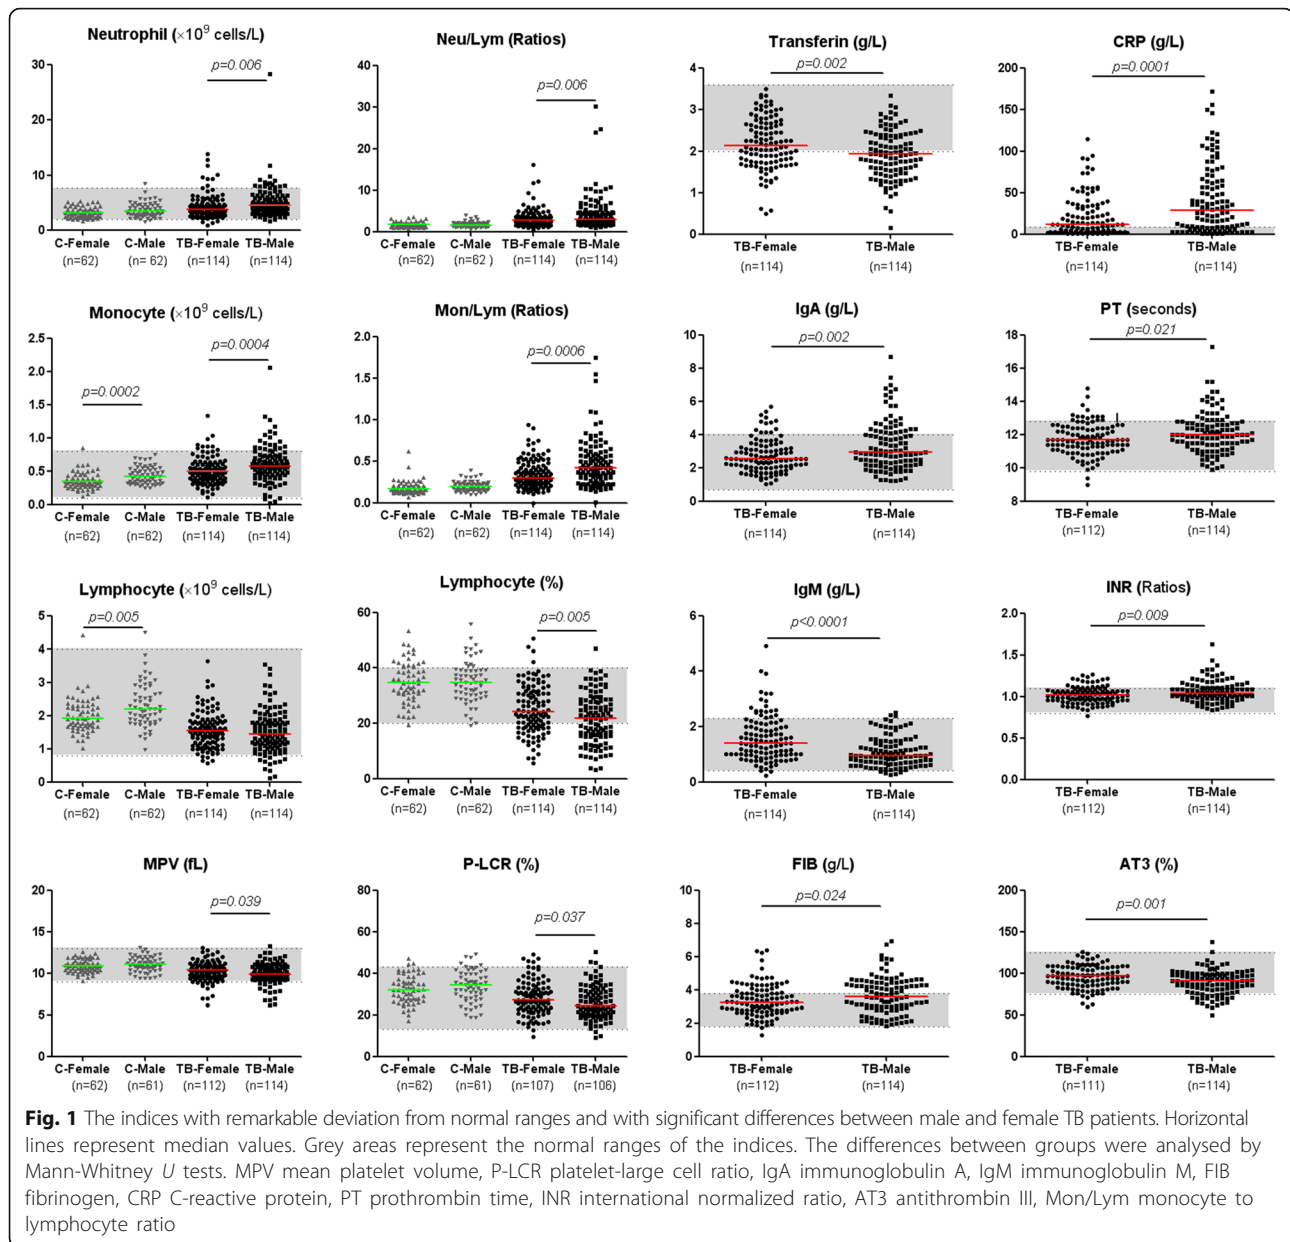 Neutrophil (×10⁹ cells/L)
p=0.006
30
20
10
0
C-Female C-Male TB-Female TB-Male
(n=62) (n= 62) (n=114) (n=114)
Neu/Lym (Ratios)
p=0.006
40
30
20
10
0
C-Female C-Male TB-Female TB-Male
(n=62) (n=62 ) (n=114) (n=114)
Transferin (g/L)
p=0.002
4
3
2
1
0
TB-Female TB-Male
(n=114) (n=114)
CRP (g/L)
p=0.0001
200
150
100
50
0
TB-Female TB-Male
(n=114) (n=114)
Monocyte (×10⁹ cells/L)
p=0.0004
p=0.0002
2.5
2.0
1.5
1.0
0.5
0.0
C-Female C-Male TB-Female TB-Male
(n=62) (n=62) (n=114) (n=114)
Mon/Lym (Ratios)
p=0.0006
2.0
1.5
1.0
0.5
0.0
C-Female C-Male TB-Female TB-Male
(n=62) (n=62) (n=114) (n=114)
IgA (g/L)
p=0.002
10
8
6
4
2
0
TB-Female TB-Male
(n=114) (n=114)
PT (seconds)
p=0.021
18
16
14
12
10
8
TB-Female TB-Male
(n=112) (n=114)
Lymphocyte (×10⁹ cells/L)
p=0.005
5
4
3
2
1
0
C-Female C-Male TB-Female TB-Male
(n=62) (n=62) (n=114) (n=114)
Lymphocyte (%)
p=0.005
60
40
20
0
C-Female C-Male TB-Female TB-Male
(n=62) (n=62) (n=114) (n=114)
IgM (g/L)
p<0.0001
6
4
2
0
TB-Female TB-Male
(n=114) (n=114)
INR (Ratios)
p=0.009
2.0
1.5
1.0
0.5
0.0
TB-Female TB-Male
(n=112) (n=114)
MPV (fL)
p=0.039
20
15
10
5
0
C-Female C-Male TB-Female TB-Male
(n=62) (n=61) (n=112) (n=114)
P-LCR (%)
p=0.037
80
60
40
20
0
C-Female C-Male TB-Female TB-Male
(n=62) (n=61) (n=107) (n=106)
FIB (g/L)
p=0.024
10
8
6
4
2
0
TB-Female TB-Male
(n=112) (n=114)
AT3 (%)
p=0.001
200
150
100
50
0
TB-Female TB-Male
(n=111) (n=114)
Fig. 1 The indices with remarkable deviation from normal ranges and with significant differences between male and female TB patients. Horizontal
lines represent median values. Grey areas represent the normal ranges of the indices. The differences between groups were analysed by
Mann-Whitney U tests. MPV mean platelet volume, P-LCR platelet-large cell ratio, IgA immunoglobulin A, IgM immunoglobulin M, FIB
fibrinogen, CRP C-reactive protein, PT prothrombin time, INR international normalized ratio, AT3 antithrombin III, Mon/Lym monocyte to
lymphocyte ratio